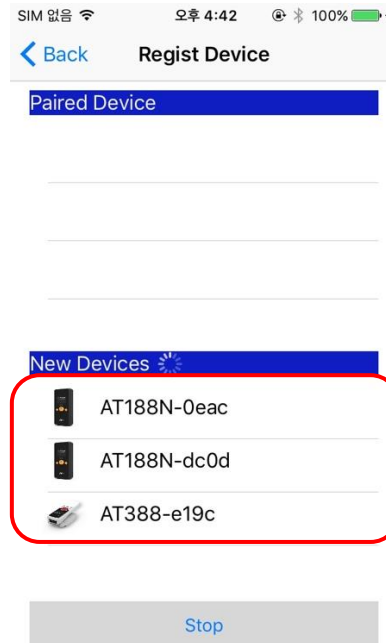 SIM 없음 오후 4:42 100%
Back Regist Device
Paired Device
New Devices
AT188N-0eac
AT188N-dc0d
AT388-e19c
Stop